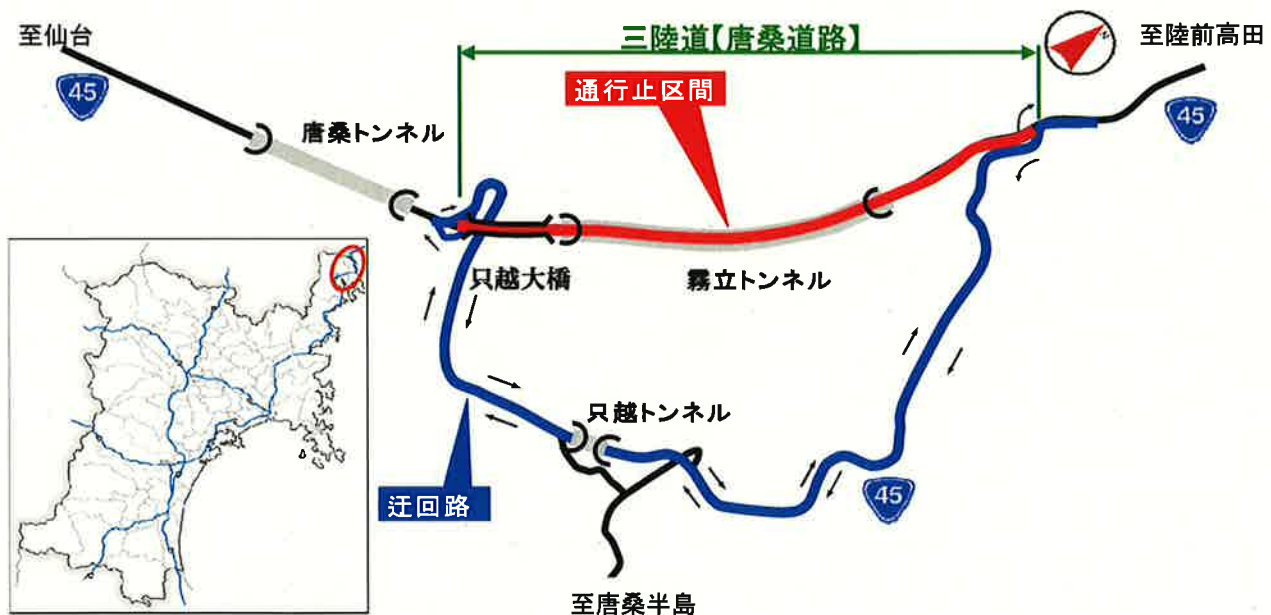 至仙台
三陸道【唐桑道路】
N
至陸前高田
45
通行止区間
45
唐桑トンネル
只越大橋
霧立トンネル
只越トンネル
迂回路
45
至唐桑半島